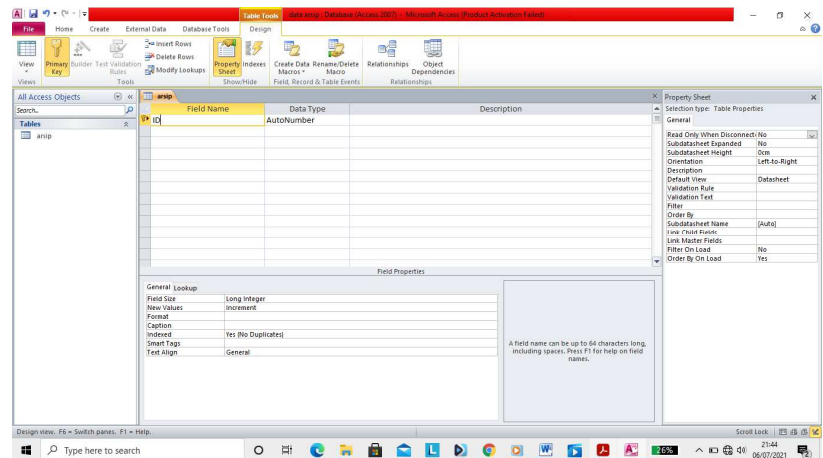 Table Tools
data arsip : Database (Access 2007) - Microsoft Access (Product Activation Failed)
File Home Create External Data Database Tools Design
View
Primary Key
Builder
Test Validation Rules
Insert Rows
Delete Rows
Modify Lookups
Property Sheet
Indexes
Create Data Macros
Rename/Delete Macro
Relationships
Object Dependencies
Views Tools Show/Hide Field, Record & Table Events Relationships
All Access Objects
Search...
Tables
arsip
arsip
Field Name Data Type Description
ID AutoNumber
Field Properties
General Lookup
Field Size Long Integer
New Values Increment
Format
Caption
Indexed Yes (No Duplicates)
Smart Tags
Text Align General
A field name can be up to 64 characters long,
including spaces. Press F1 for help on field
names.
Property Sheet
Selection type: Table Properties
General
Read Only When Disconnect No
Subdatasheet Expanded No
Subdatasheet Height 0cm
Orientation Left-to-Right
Description
Default View Datasheet
Validation Rule
Validation Text
Filter
Order By
Subdatasheet Name [Auto]
Link Child Fields
Link Master Fields
Filter On Load No
Order By On Load Yes
Design view. F6 = Switch panes. F1 = Help.
Scroll Lock
Type here to search
26%
21:44
06/07/2021